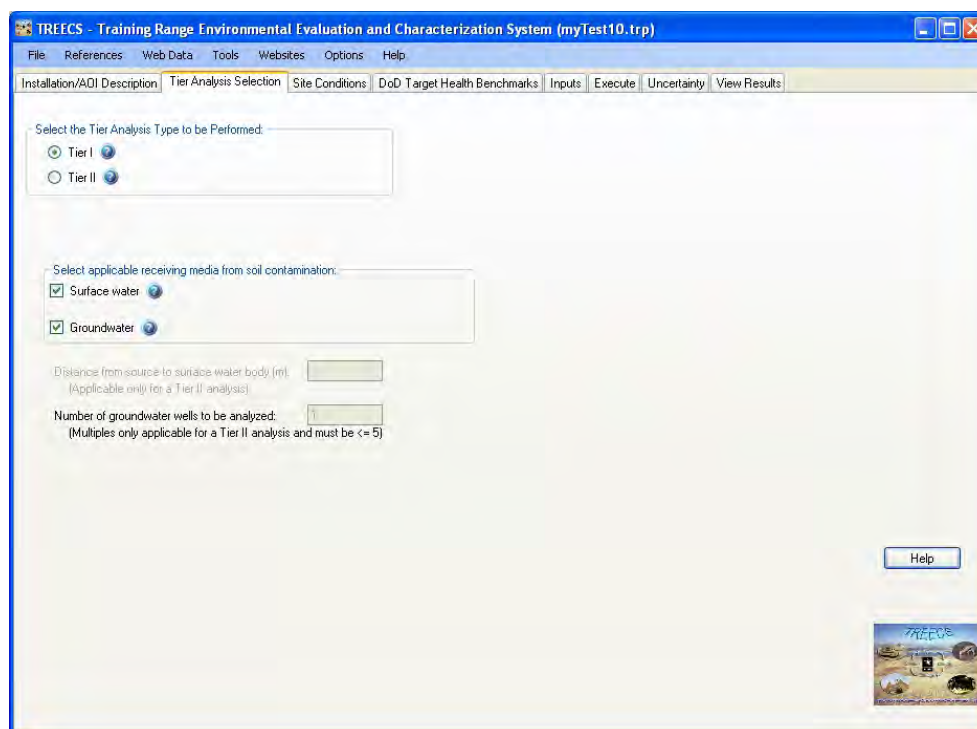 TREECS - Training Range Environmental Evaluation and Characterization System (myTest10.trp)
File References Web Data Tools Websites Options Help
Installation/AOI Description Tier Analysis Selection Site Conditions DoD Target Health Benchmarks Inputs Execute Uncertainty View Results
Select the Tier Analysis Type to be Performed:
Tier I
Tier II
Select applicable receiving media from soil contamination:
Surface water
Groundwater
Distance from source to surface water body (m):
(Applicable only for a Tier II analysis)
Number of groundwater wells to be analyzed: 1
(Multiples only applicable for a Tier II analysis and must be <= 5)
Help
TREECS